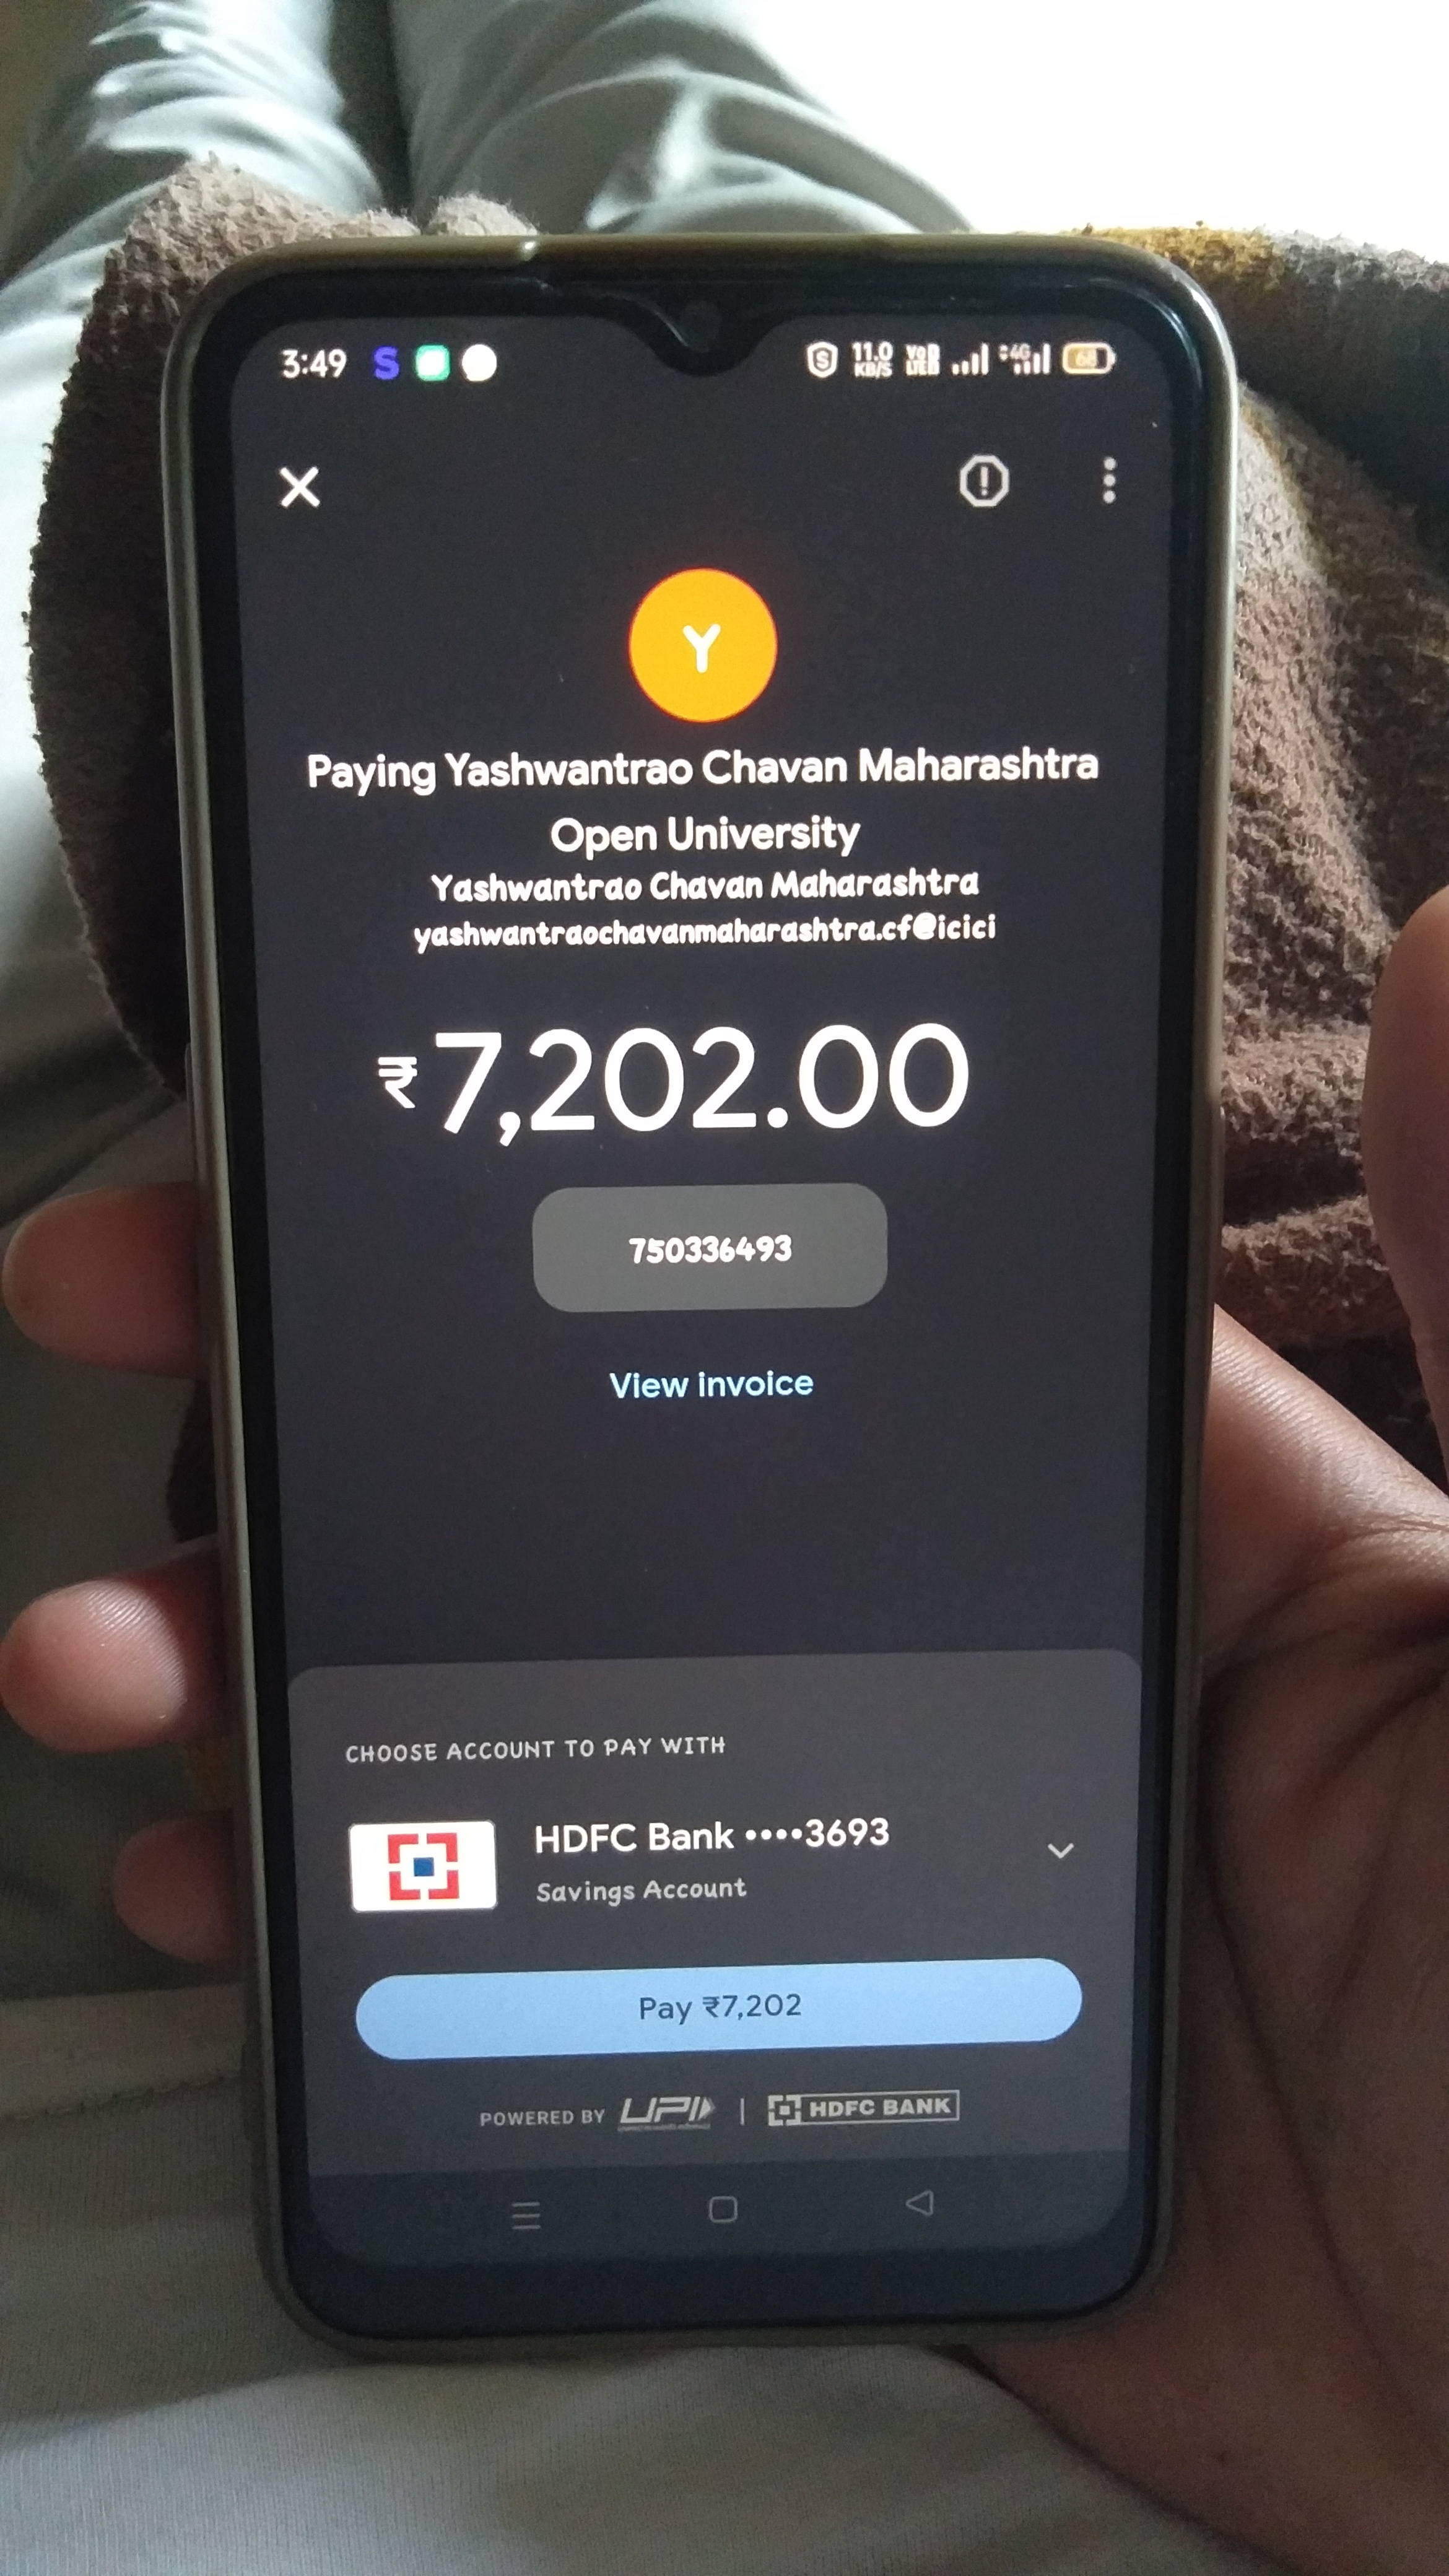 3:49 S 11.0 KB/S VoD LTE 4G 68
Y
Paying Yashwantrao Chavan Maharashtra
Open University
Yashwantrao Chavan Maharashtra
yashwantraochavanmaharashtra.cf@icici
₹7,202.00
750336493
View invoice
CHOOSE ACCOUNT TO PAY WITH
HDFC Bank ••••3693
Savings Account
Pay ₹7,202
POWERED BY UPI | HDFC BANK